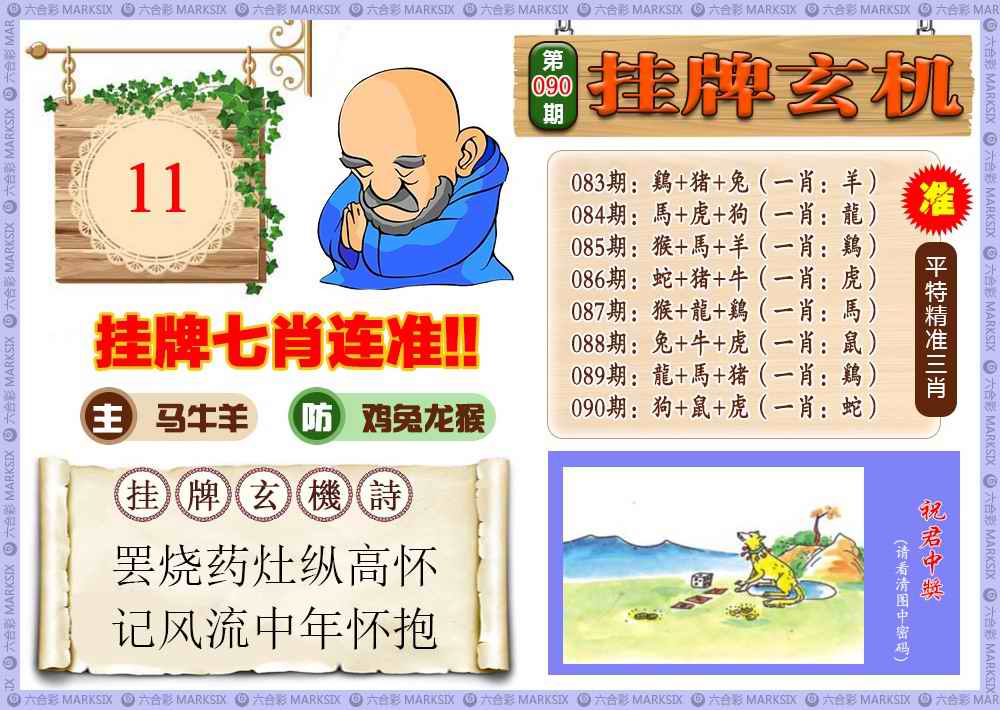 六合彩 MARKSIX
第
090
期
挂牌玄机
11
挂牌七肖连准!!
主 马牛羊
防 鸡兔龙猴
挂牌玄機詩
罢烧药灶纵高怀
记风流中年怀抱
083期：鷄+猪+兔（一肖：羊）
084期：馬+虎+狗（一肖：龍）
085期：猴+馬+羊（一肖：鷄）
086期：蛇+猪+牛（一肖：虎）
087期：猴+龍+鷄（一肖：馬）
088期：兔+牛+虎（一肖：鼠）
089期：龍+馬+猪（一肖：鷄）
090期：狗+鼠+虎（一肖：蛇）
准
平特精准三肖
祝君中獎
（请看清图中密码）